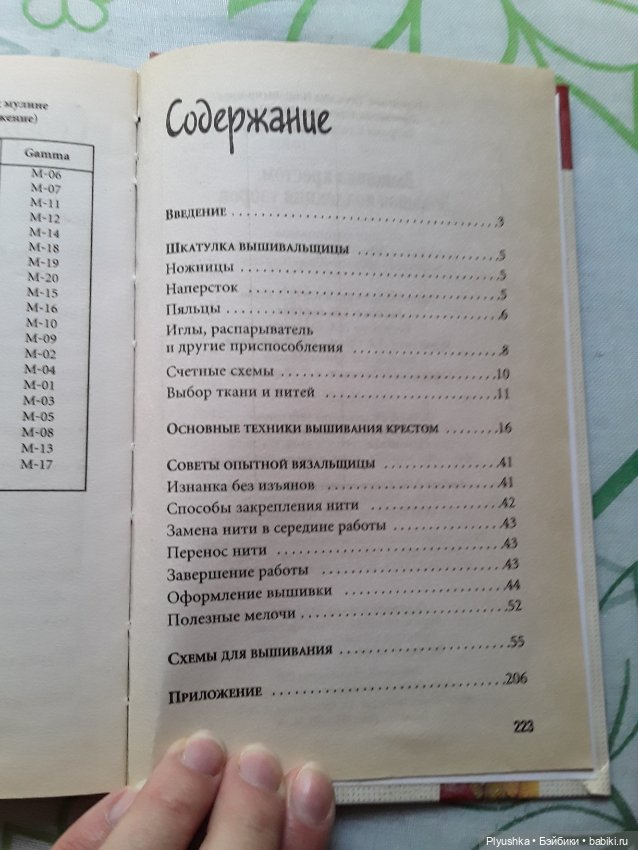 мулине
жение)
Gamma
М-06
М-07
М-11
М-12
М-14
М-18
М-19
М-20
М-15
М-16
М-10
М-09
М-02
М-04
М-01
М-03
М-05
М-08
М-13
М-17
Содержание
Введение . . . . . . . . . . . . . . . . . . . . . . . . . . . . . . 3
Шкатулка вышивальщицы . . . . . . . . . . . . . . . . 5
Ножницы . . . . . . . . . . . . . . . . . . . . . . . . . . . . . . 5
Наперсток . . . . . . . . . . . . . . . . . . . . . . . . . . . . . 5
Пяльцы . . . . . . . . . . . . . . . . . . . . . . . . . . . . . . . 6
Иглы, распарыватель
и другие приспособления . . . . . . . . . . . . . . . . . 8
Счетные схемы . . . . . . . . . . . . . . . . . . . . . . . . . 10
Выбор ткани и нитей . . . . . . . . . . . . . . . . . . . . 11
Основные техники вышивания крестом . . . . . . . 16
Советы опытной вязальщицы . . . . . . . . . . . . . . 41
Изнанка без изъянов . . . . . . . . . . . . . . . . . . . . 41
Способы закрепления нити . . . . . . . . . . . . . . . . 42
Замена нити в середине работы . . . . . . . . . . . . . 43
Перенос нити . . . . . . . . . . . . . . . . . . . . . . . . . . 43
Завершение работы . . . . . . . . . . . . . . . . . . . . . 43
Оформление вышивки . . . . . . . . . . . . . . . . . . . 44
Полезные мелочи . . . . . . . . . . . . . . . . . . . . . . . 52
Схемы для вышивания . . . . . . . . . . . . . . . . . . . 55
Приложение . . . . . . . . . . . . . . . . . . . . . . . . . . . 206
223
Plyushka • Бэйбики • babiki.ru